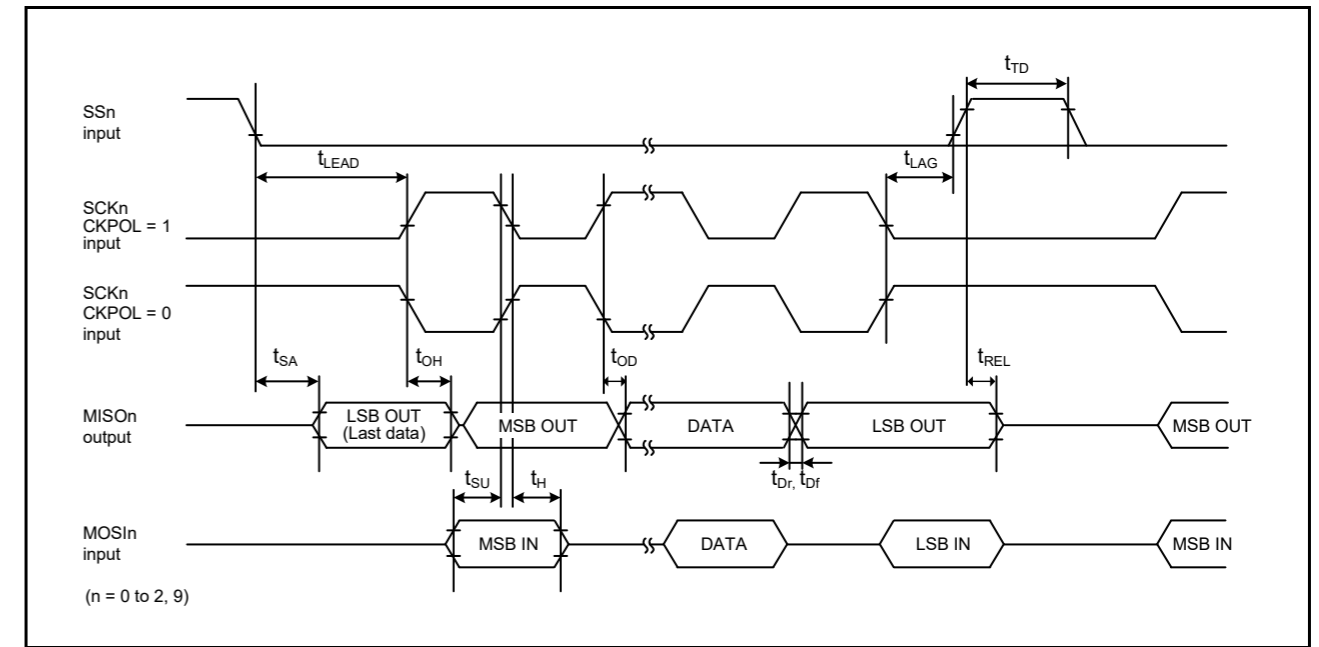 tTD
SSn
input
tLEAD
tLAG
SCKn
CKPOL = 1
input
SCKn
CKPOL = 0
input
tSA
tOH
tOD
tREL
MISOn
output
LSB OUT
(Last data)
MSB OUT
DATA
LSB OUT
MSB OUT
tSU
tH
tDr, tDf
MOSIn
input
MSB IN
DATA
LSB IN
MSB IN
(n = 0 to 2, 9)